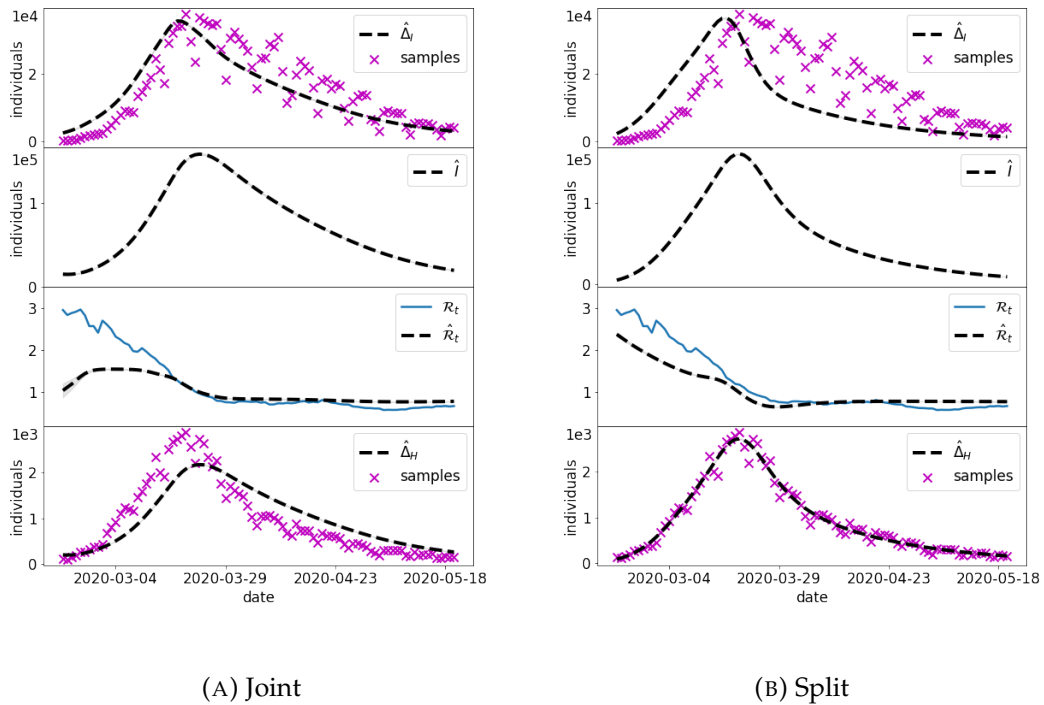 1e4
individuals
2
0
Δ̂_I
samples
1e5
individuals
1
0
Î
3
2
1
ℛ_t
ℛ̂_t
1e3
individuals
2
1
0
Δ̂_H
samples
2020-03-04 2020-03-29 2020-04-23 2020-05-18
date
(A) Joint
1e4
individuals
2
0
Δ̂_I
samples
1e5
individuals
1
0
Î
3
2
1
ℛ_t
ℛ̂_t
1e3
individuals
2
1
0
Δ̂_H
samples
2020-03-04 2020-03-29 2020-04-23 2020-05-18
date
(B) Split